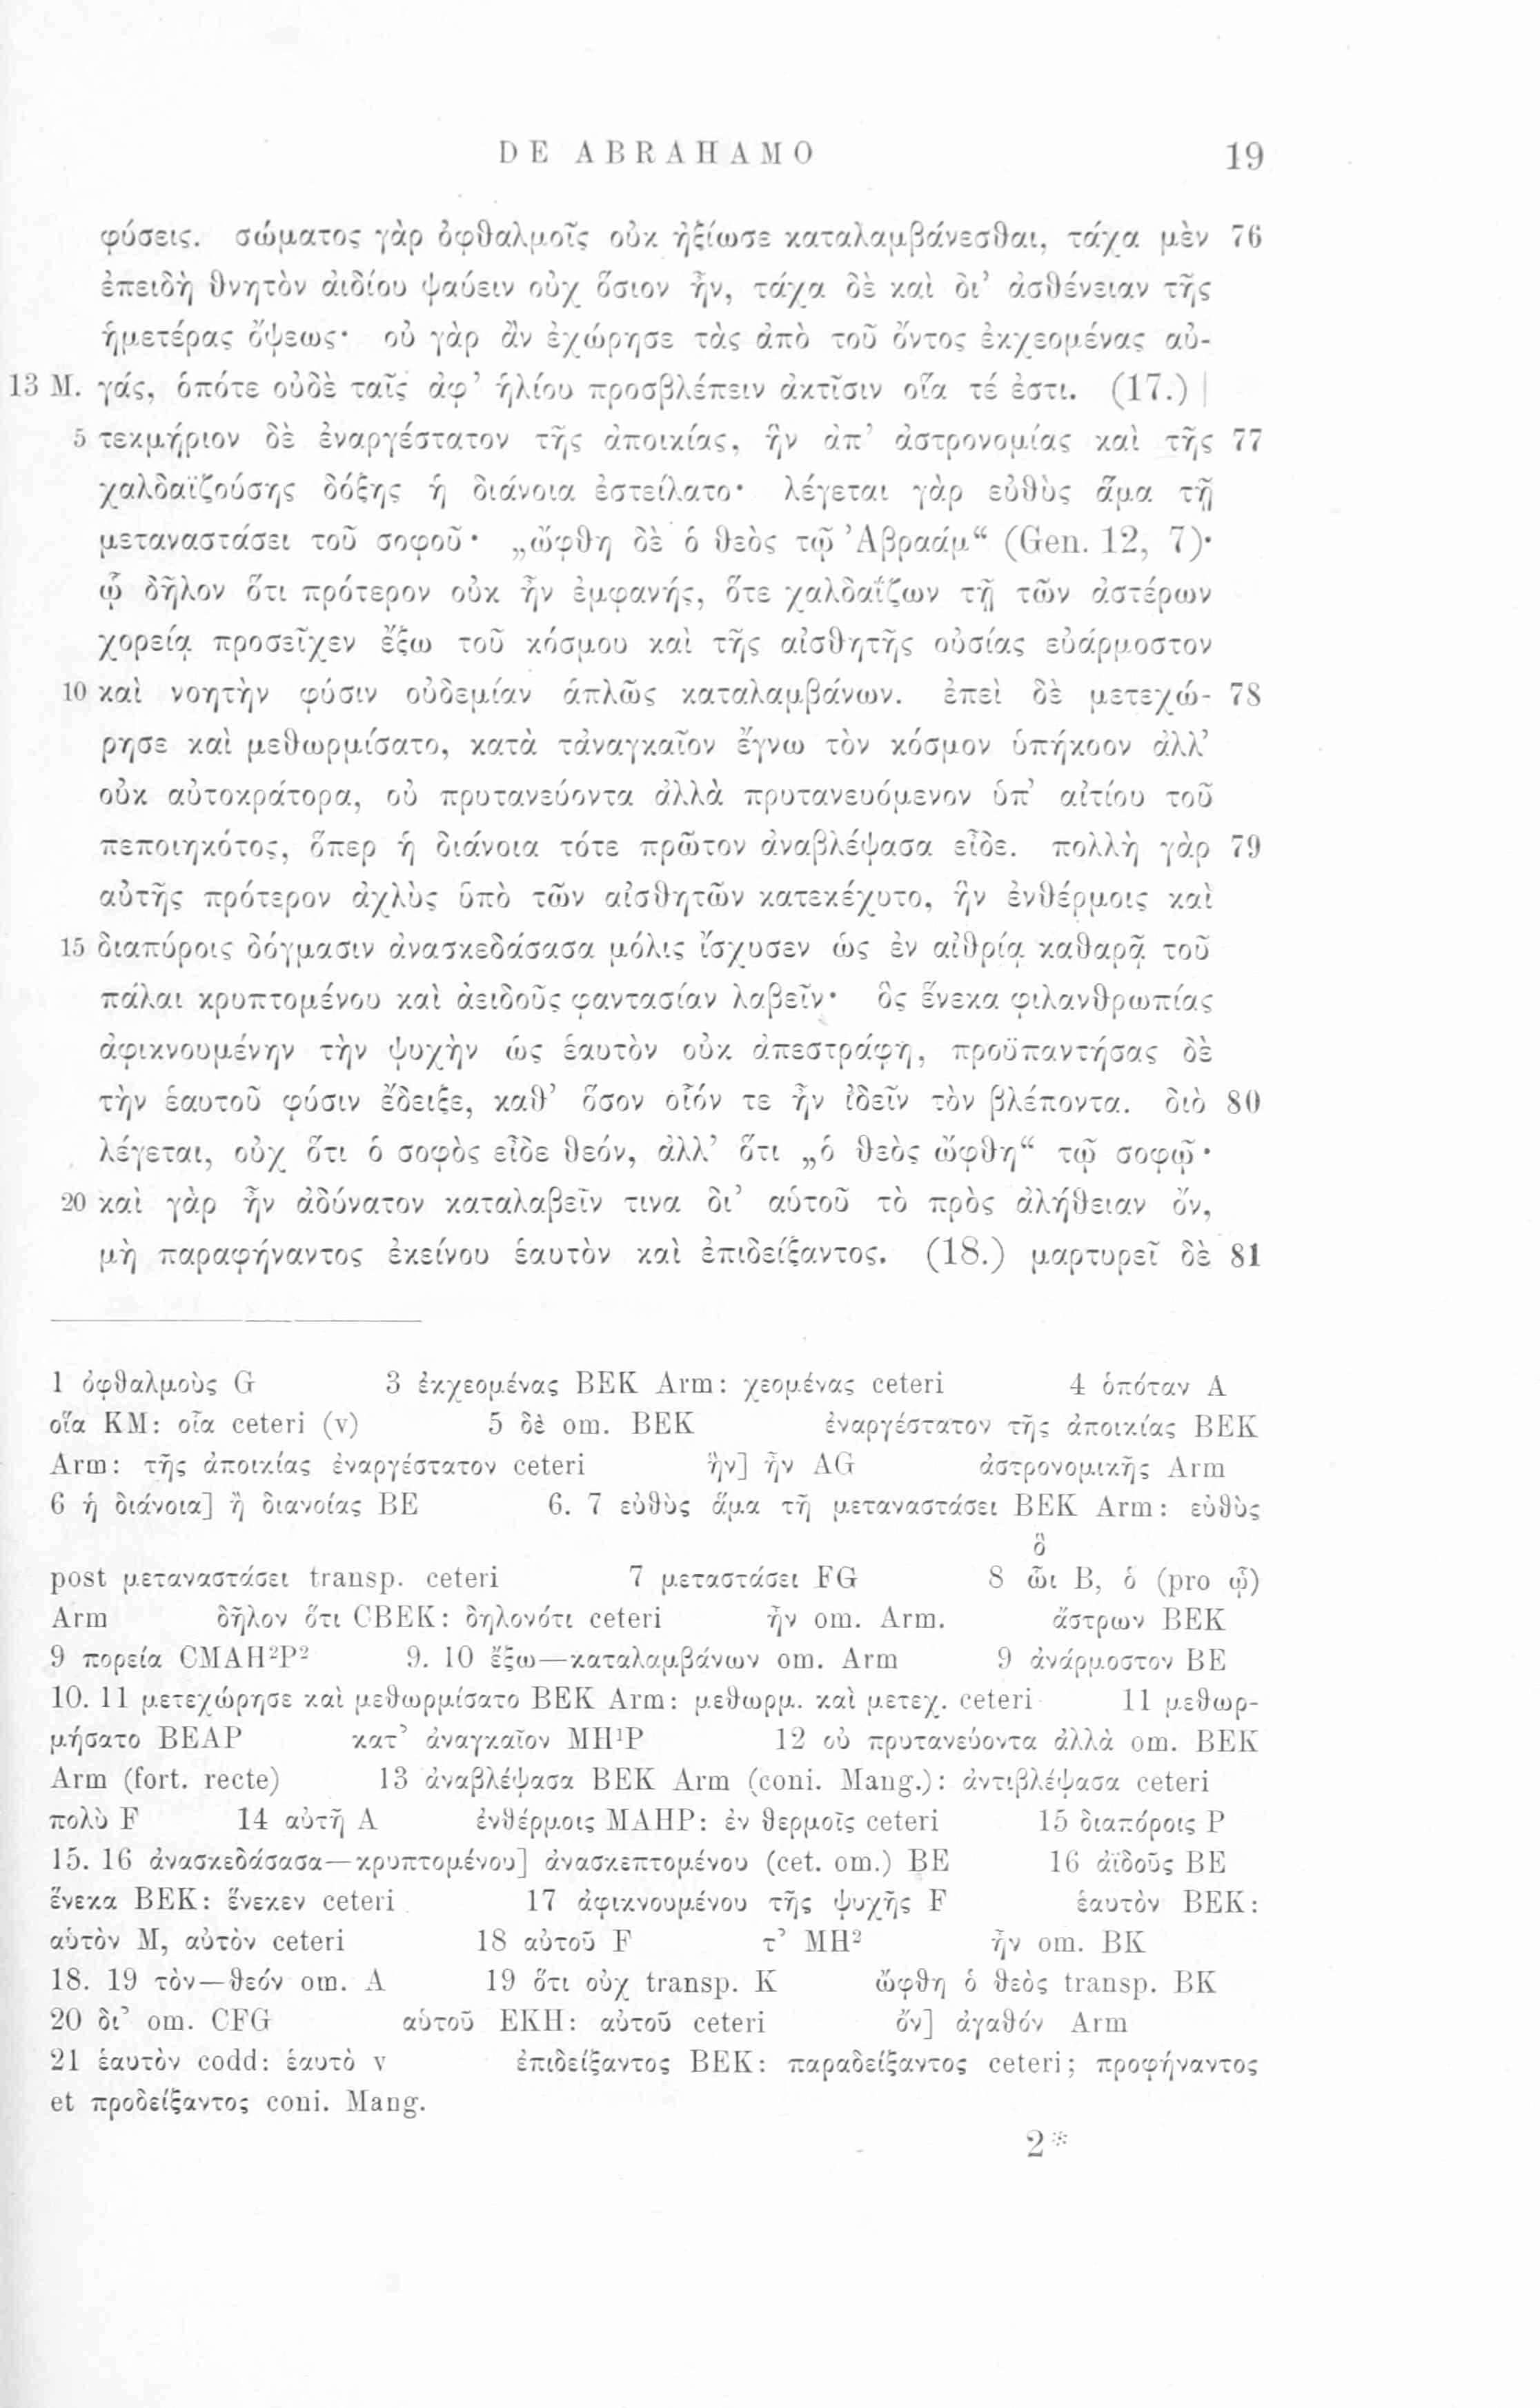 DE ABRAHAMO 19
φύσεις. σώματος γὰρ ὀφθαλμοῖς οὐκ ἠξίωσε καταλαμβάνεσθαι, τάχα μὲν 76
ἐπειδὴ θνητὸν ἀιδίου ψαύειν οὐχ ὅσιον ἦν, τάχα δὲ καὶ δι’ ἀσθένειαν τῆς
ἡμετέρας ὄψεως· οὐ γὰρ ἂν ἐχώρησε τὰς ἀπὸ τοῦ ὄντος ἐκχεομένας αὐ-
13 M. γάς, ὁπότε οὐδὲ ταῖς ἀφ’ ἡλίου προσβλέπειν ἀκτῖσιν οἵα τέ ἐστι. (17.) |
5 τεκμήριον δὲ ἐναργέστατον τῆς ἀποικίας, ἣν ἀπ’ ἀστρονομίας καὶ τῆς 77
χαλδαϊζούσης δόξης ἡ διάνοια ἐστείλατο· λέγεται γὰρ εὐθὺς ἅμα τῇ
μεταναστάσει τοῦ σοφοῦ· „ὤφθη δὲ ὁ θεὸς τῷ Ἀβραάμ“ (Gen. 12, 7)·
ᾧ δῆλον ὅτι πρότερον οὐκ ἦν ἐμφανής, ὅτε χαλδαΐζων τῇ τῶν ἀστέρων
χορείᾳ προσεῖχεν ἔξω τοῦ κόσμου καὶ τῆς αἰσθητῆς οὐσίας εὐάρμοστον
10 καὶ νοητὴν φύσιν οὐδεμίαν ἁπλῶς καταλαμβάνων. ἐπεὶ δὲ μετεχώ- 78
ρησε καὶ μεθωρμίσατο, κατὰ τἀναγκαῖον ἔγνω τὸν κόσμον ὑπήκοον ἀλλ’
οὐκ αὐτοκράτορα, οὐ πρυτανεύοντα ἀλλὰ πρυτανευόμενον ὑπ’ αἰτίου τοῦ
πεποιηκότος, ὅπερ ἡ διάνοια τότε πρῶτον ἀναβλέψασα εἶδε. πολλὴ γὰρ 79
αὐτῆς πρότερον ἀχλὺς ὑπὸ τῶν αἰσθητῶν κατεκέχυτο, ἣν ἐνθέρμοις καὶ
15 διαπύροις δόγμασιν ἀνασκεδάσασα μόλις ἴσχυσεν ὡς ἐν αἰθρίᾳ καθαρᾷ τοῦ
πάλαι κρυπτομένου καὶ ἀειδοῦς φαντασίαν λαβεῖν· ὃς ἕνεκα φιλανθρωπίας
ἀφικνουμένην τὴν ψυχὴν ὡς ἑαυτὸν οὐκ ἀπεστράφη, προϋπαντήσας δὲ
τὴν ἑαυτοῦ φύσιν ἔδειξε, καθ’ ὅσον οἷόν τε ἦν ἰδεῖν τὸν βλέποντα. διὸ 80
λέγεται, οὐχ ὅτι ὁ σοφὸς εἶδε θεόν, ἀλλ’ ὅτι „ὁ θεὸς ὤφθη“ τῷ σοφῷ·
20 καὶ γὰρ ἦν ἀδύνατον καταλαβεῖν τινα δι’ αὑτοῦ τὸ πρὸς ἀλήθειαν ὄν,
μὴ παραφήναντος ἐκείνου ἑαυτὸν καὶ ἐπιδείξαντος. (18.) μαρτυρεῖ δὲ 81
1 ὀφθαλμοὺς G 3 ἐκχεομένας BEK Arm: χεομένας ceteri 4 ὁπόταν A
οἵα KM: οἷα ceteri (v) 5 δὲ om. BEK ἐναργέστατον τῆς ἀποικίας BEK
Arm: τῆς ἀποικίας ἐναργέστατον ceteri ἣν] ἦν AG ἀστρονομικῆς Arm
6 ἡ διάνοια] ἢ διανοίας BE 6. 7 εὐθὺς ἅμα τῇ μεταναστάσει BEK Arm: εὐθὺς
post μεταναστάσει transp. ceteri 7 μεταστάσει FG 8 ὧι B, ὁ (pro ᾧ)
Arm δῆλον ὅτι CBEK: δηλονότι ceteri ἦν om. Arm. ἄστρων BEK
9 πορεία CMAH²P² 9. 10 ἔξω—καταλαμβάνων om. Arm 9 ἀνάρμοστον BE
10. 11 μετεχώρησε καὶ μεθωρμίσατο BEK Arm: μεθωρμ. καὶ μετεχ. ceteri 11 μεθωρ-
μήσατο BEAP κατ’ ἀναγκαῖον MH¹P 12 οὐ πρυτανεύοντα ἀλλὰ om. BEK
Arm (fort. recte) 13 ἀναβλέψασα BEK Arm (coni. Mang.): ἀντιβλέψασα ceteri
πολὺ F 14 αὐτῇ A ἐνθέρμοις MAHP: ἐν θερμοῖς ceteri 15 διαπόροις P
15. 16 ἀνασκεδάσασα—κρυπτομένου] ἀνασκεπτομένου (cet. om.) BE 16 ἀϊδοῦς BE
ἕνεκα BEK: ἕνεκεν ceteri 17 ἀφικνουμένου τῆς ψυχῆς F ἑαυτὸν BEK:
αὑτὸν M, αὐτὸν ceteri 18 αὐτοῦ F τ’ MH² ἦν om. BK
18. 19 τὸν—θεόν om. A 19 ὅτι οὐχ transp. K ὤφθη ὁ θεὸς transp. BK
20 δι’ om. CFG αὑτοῦ EKH: αὐτοῦ ceteri ὄν] ἀγαθόν Arm
21 ἑαυτὸν codd: ἑαυτὸ v ἐπιδείξαντος BEK: παραδείξαντος ceteri; προφήναντος
et προδείξαντος coni. Mang.
2*